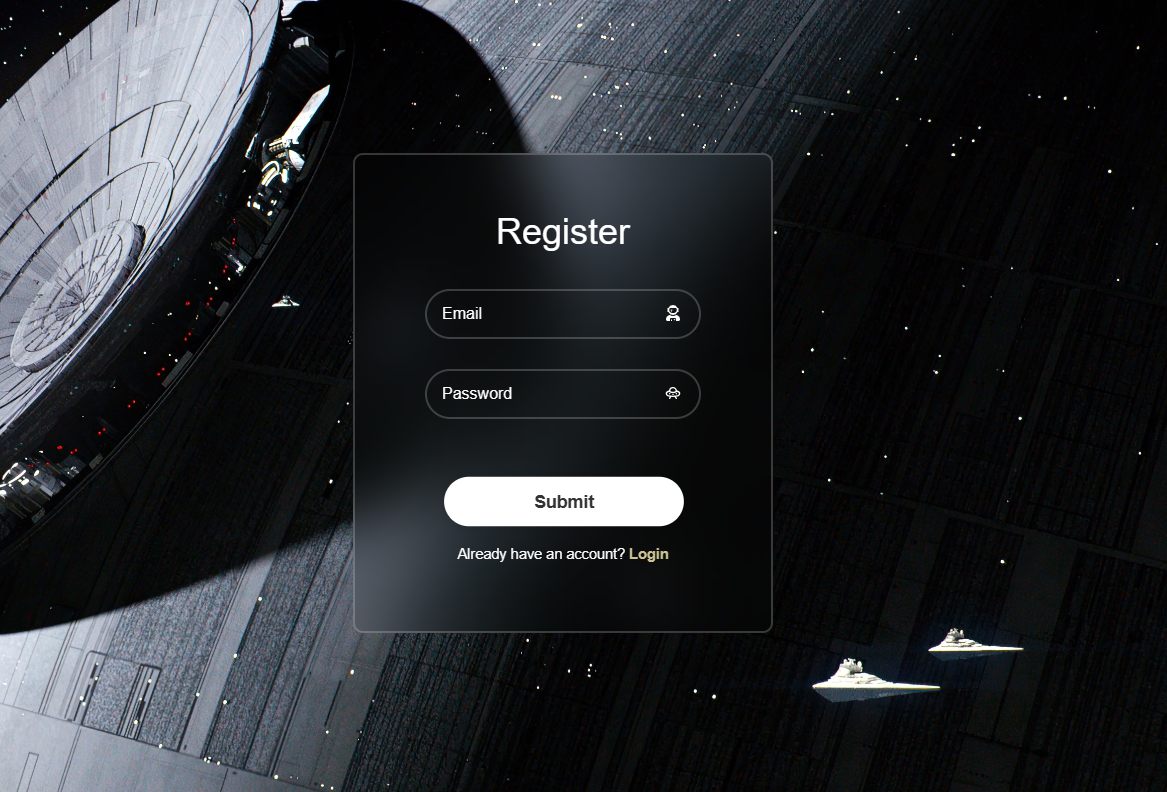 Register
Email
Password
Submit
Already have an account? Login